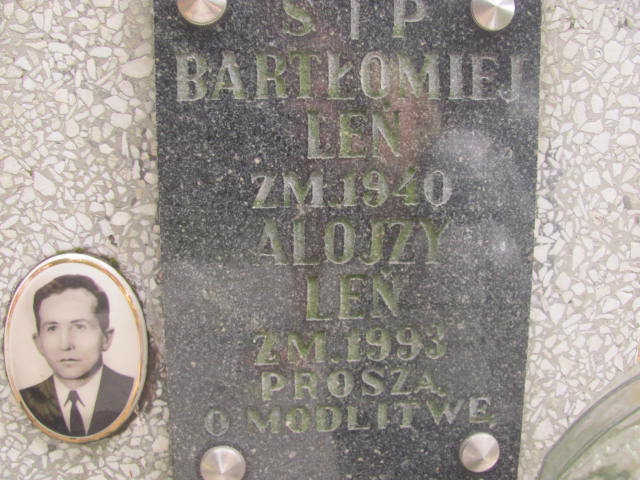 Ś I P
BARTŁOMIEJ
LEŃ
ZM. 1940
ALOJZY
LEŃ
ZM. 1993
PROSZĄ
O MODLITWĘ